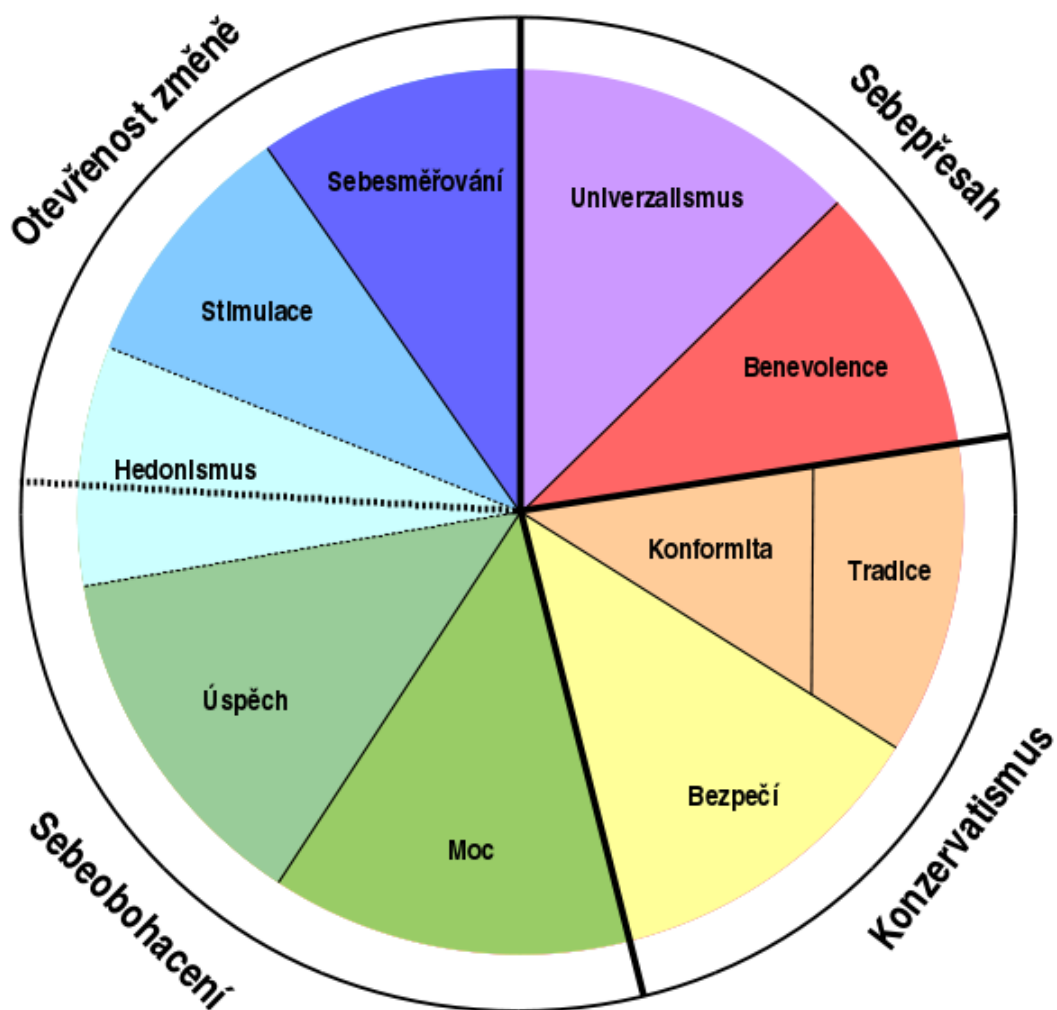 Otevřenost změně
Sebepřesah
Sebesměřování
Univerzalismus
Stimulace
Benevolence
Hedonismus
Konformita
Tradice
Úspěch
Bezpečí
Moc
Sebeobohacení
Konzervatismus